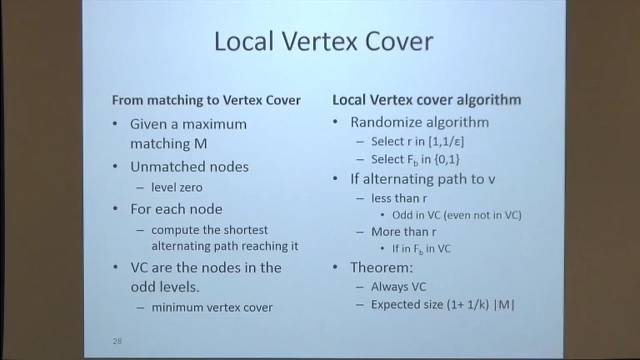 Local Vertex Cover
From matching to Vertex Cover
• Given a maximum
matching M
• Unmatched nodes
– level zero
• For each node
– compute the shortest
alternating path reaching it
• VC are the nodes in the
odd levels.
– minimum vertex cover
Local Vertex cover algorithm
• Randomize algorithm
– Select r in [1,1/ε]
– Select F_b in {0,1}
• If alternating path to v
– less than r
• Odd in VC (even not in VC)
– More than r
• If in F_b in VC
• Theorem:
– Always VC
– Expected size (1+ 1/k) |M|
28